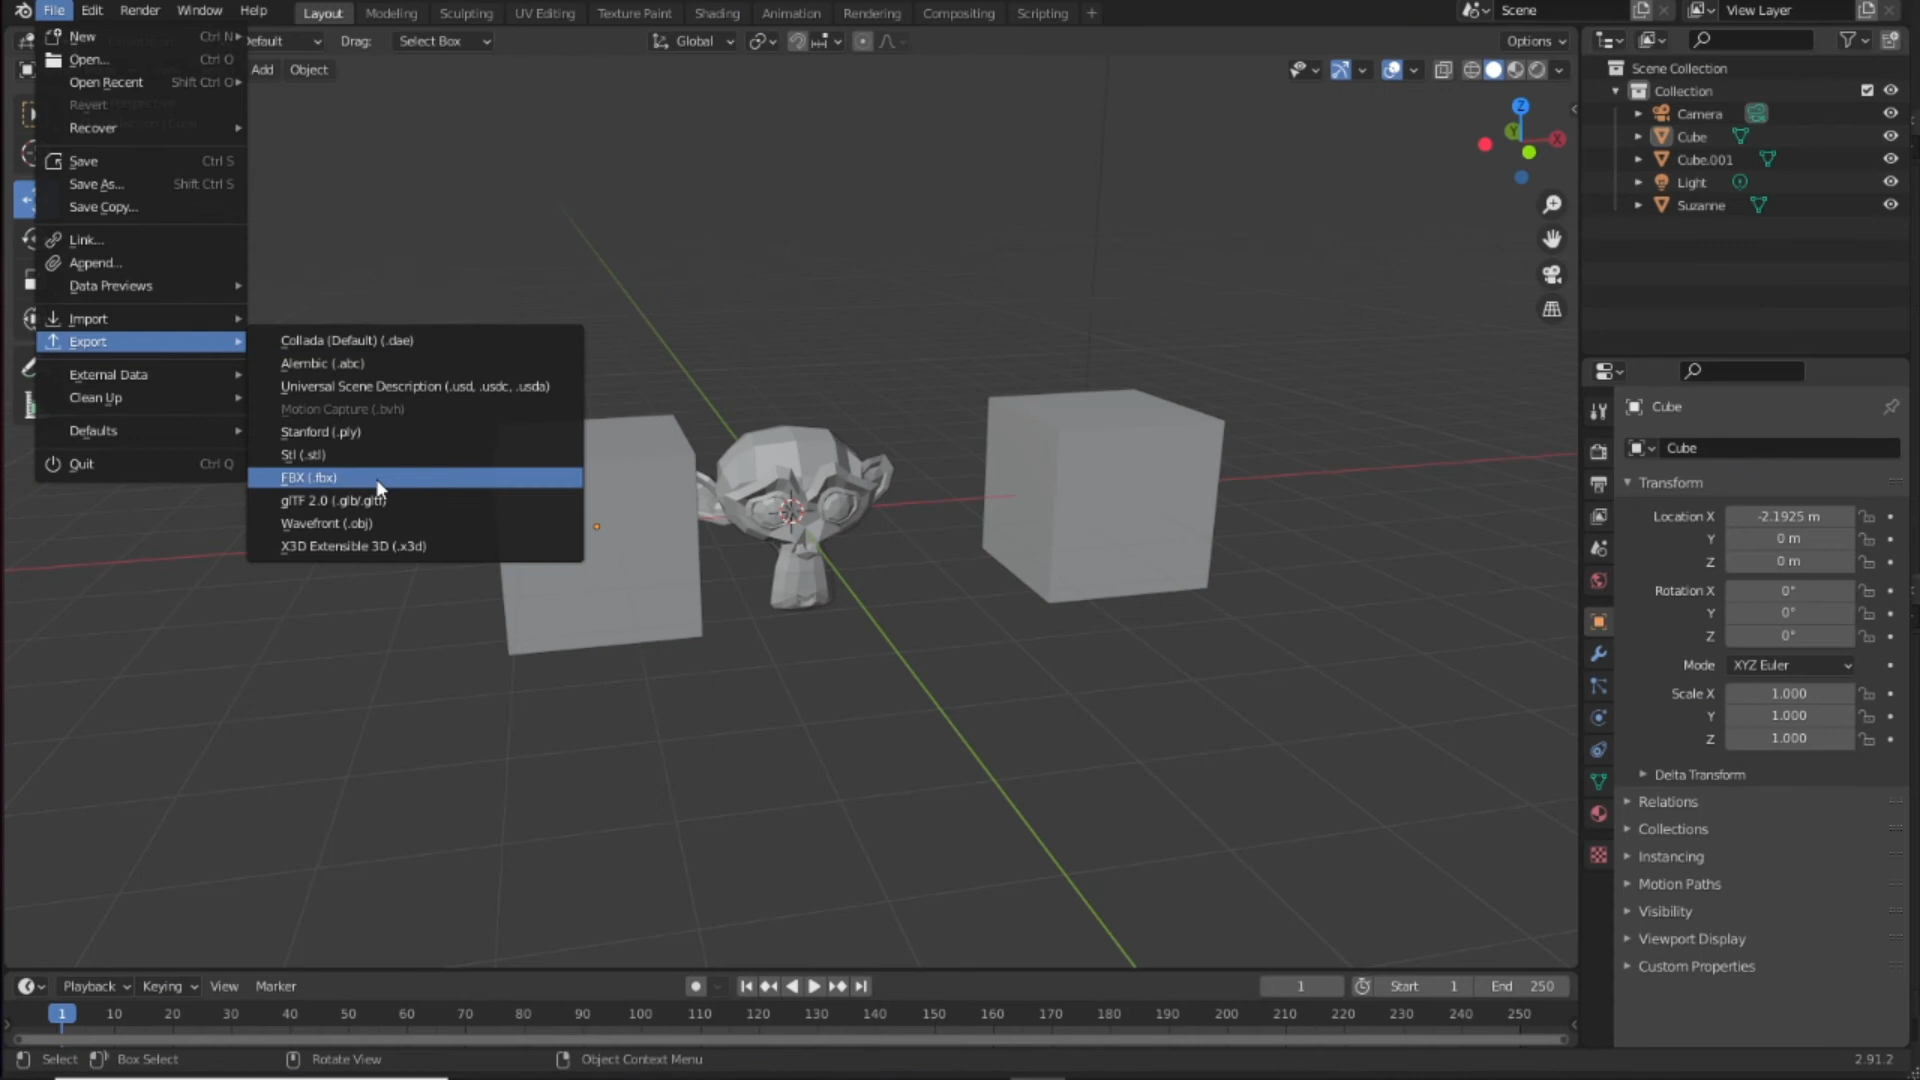 File Edit Render Window Help Layout Modeling Sculpting UV Editing Texture Paint Shading Animation Rendering Compositing Scripting + Scene View Layer
New Ctrl N
Open... Ctrl O
Open Recent Shift Ctrl O
Revert
Recover
Save Ctrl S
Save As... Shift Ctrl S
Save Copy...
Link...
Append...
Data Previews
Import
Export
External Data
Clean Up
Defaults
Quit Ctrl Q
Collada (Default) (.dae)
Alembic (.abc)
Universal Scene Description (.usd, .usdc, .usda)
Motion Capture (.bvh)
Stanford (.ply)
Stl (.stl)
FBX (.fbx)
glTF 2.0 (.glb/.gltf)
Wavefront (.obj)
X3D Extensible 3D (.x3d)
Drag: Select Box Global Options
Add Object
Z
Y
X
Scene Collection
Collection
Camera
Cube
Cube.001
Light
Suzanne
Cube
Cube
Transform
Location X -2.1925 m
Y 0 m
Z 0 m
Rotation X 0°
Y 0°
Z 0°
Mode XYZ Euler
Scale X 1.000
Y 1.000
Z 1.000
Delta Transform
Relations
Collections
Instancing
Motion Paths
Visibility
Viewport Display
Custom Properties
Playback Keying View Marker 1 Start 1 End 250
1 10 20 30 40 50 60 70 80 90 100 110 120 130 140 150 160 170 180 190 200 210 220 230 240 250
Select Box Select Rotate View Object Context Menu 2.91.2